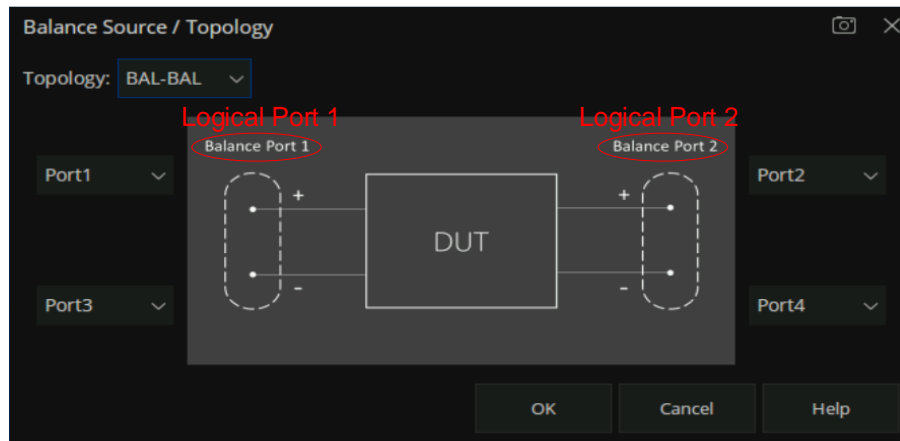 Balance Source / Topology
Topology: BAL-BAL
Logical Port 1 Logical Port 2
Balance Port 1 Balance Port 2
Port1 Port2
+ +
DUT
- -
Port3 Port4
OK Cancel Help